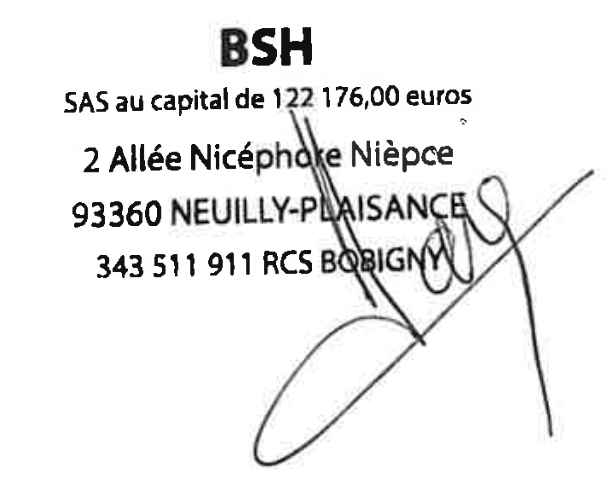 BSH
SAS au capital de 122 176,00 euros
2 Allée Nicéphore Nièpce
93360 NEUILLY-PLAISANCE
343 511 911 RCS BOBIGNY